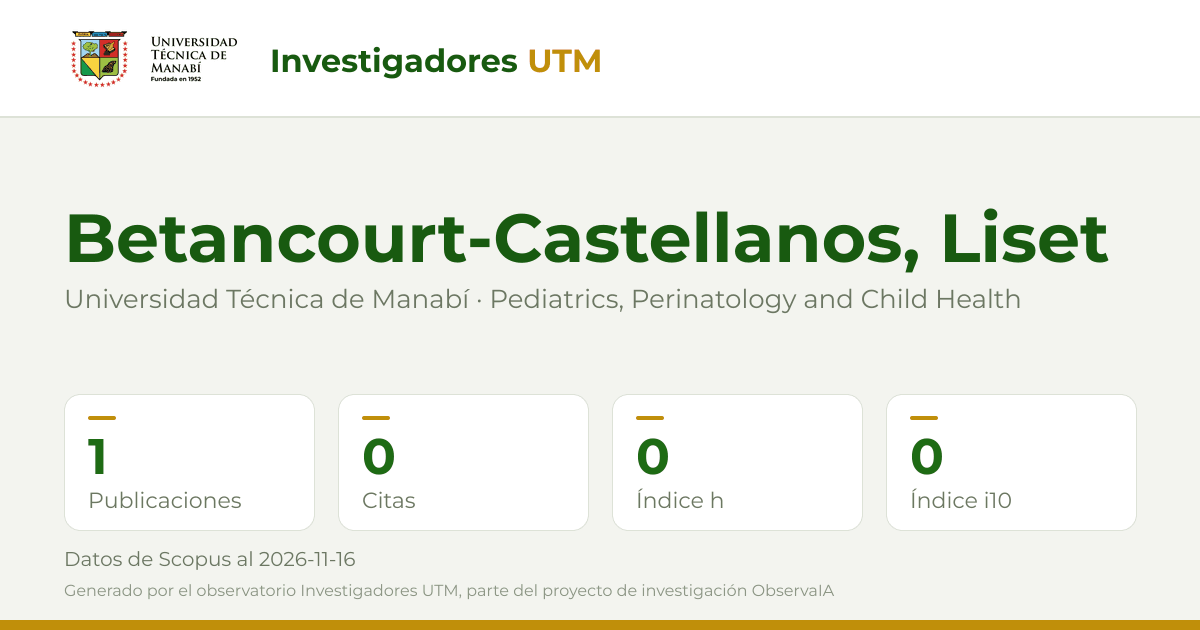 UNIVERSIDAD
TÉCNICA DE
MANABÍ
Fundada en 1952
Investigadores UTM
Betancourt-Castellanos, Liset
Universidad Técnica de Manabí · Pediatrics, Perinatology and Child Health
1
Publicaciones
0
Citas
0
Índice h
0
Índice i10
Datos de Scopus al 2026-11-16
Generado por el observatorio Investigadores UTM, parte del proyecto de investigación ObservaIA